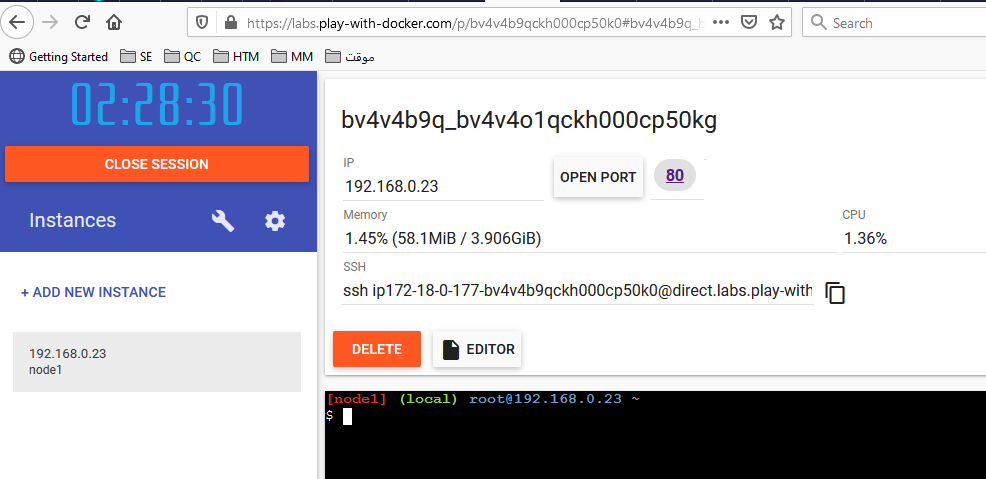 https://labs.play-with-docker.com/p/bv4v4b9qckh000cp50k0#bv4v4b9q_
Search
Getting Started SE QC HTM MM موقت
02:28:30
CLOSE SESSION
Instances
+ ADD NEW INSTANCE
192.168.0.23
node1
bv4v4b9q_bv4v4o1qckh000cp50kg
IP
192.168.0.23
OPEN PORT 80
Memory CPU
1.45% (58.1MiB / 3.906GiB) 1.36%
SSH
ssh ip172-18-0-177-bv4v4b9qckh000cp50k0@direct.labs.play-with
DELETE EDITOR
[node1] (local) root@192.168.0.23 ~
$